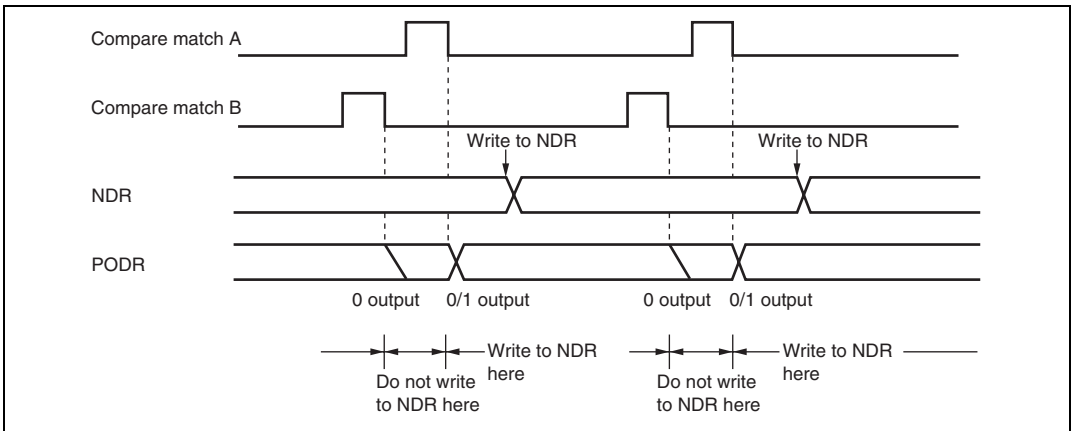 Compare match A
Compare match B
Write to NDR
Write to NDR
NDR
PODR
0 output
0/1 output
0 output
0/1 output
Write to NDR
here
Do not write
to NDR here
Write to NDR
here
Do not write
to NDR here